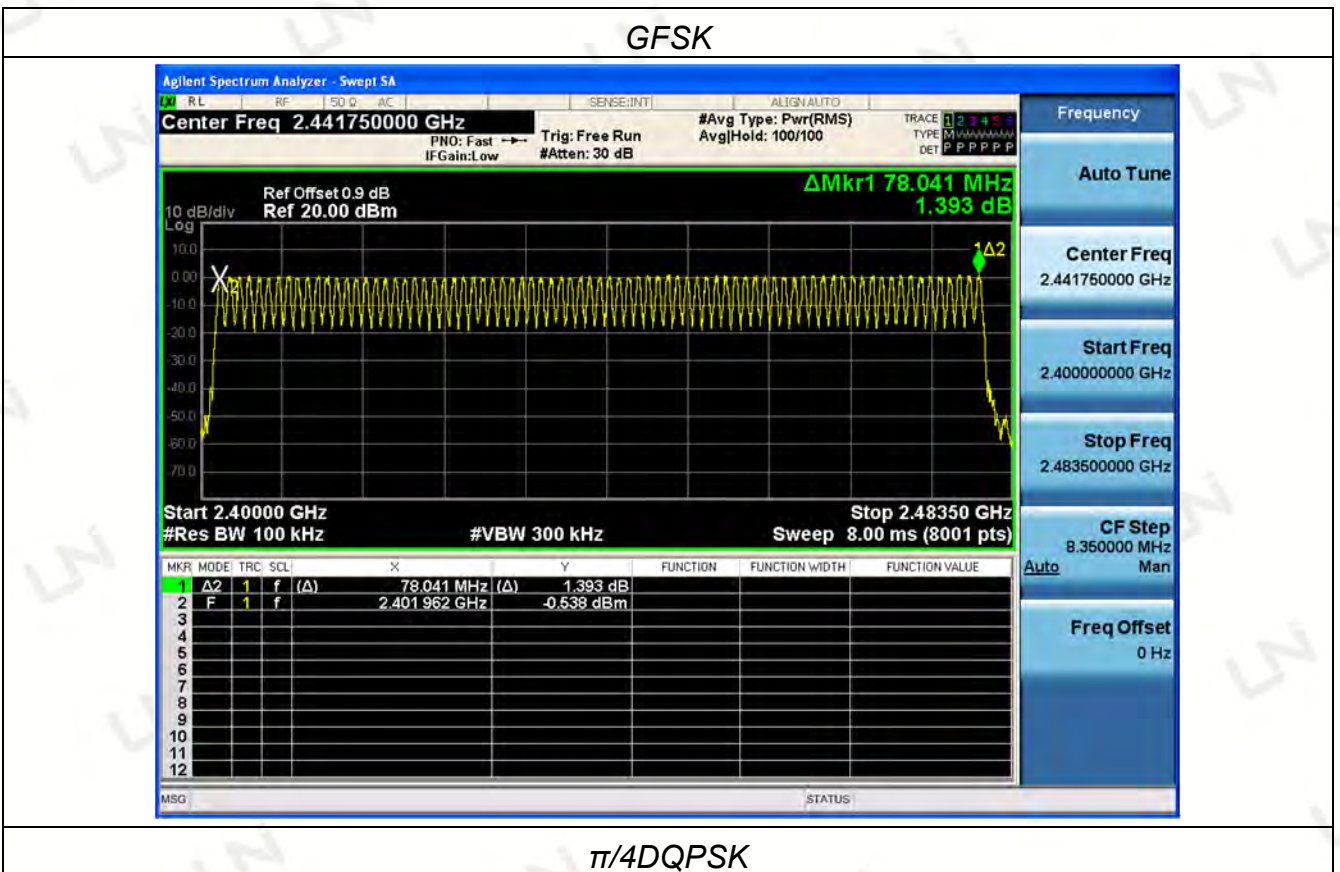 GFSK
Agilent Spectrum Analyzer - Swept SA
LXI RL RF 50 Ω AC SENSE:INT ALIGNAUTO
Center Freq 2.441750000 GHz
PNO: Fast
IFGain:Low
Trig: Free Run
#Atten: 30 dB
#Avg Type: Pwr(RMS)
Avg|Hold: 100/100
TRACE 1 2 3 4 5 6
TYPE M
DET P P P P P P
ΔMkr1 78.041 MHz
1.393 dB
Ref Offset 0.9 dB
10 dB/div Ref 20.00 dBm
Log
10.0
0.00
-10.0
-20.0
-30.0
-40.0
-50.0
-60.0
-70.0
X2
1Δ2
Start 2.40000 GHz Stop 2.48350 GHz
#Res BW 100 kHz #VBW 300 kHz Sweep 8.00 ms (8001 pts)
MKR MODE TRC SCL X Y FUNCTION FUNCTION WIDTH FUNCTION VALUE
1 Δ2 1 f (Δ) 78.041 MHz (Δ) 1.393 dB
2 F 1 f 2.401 962 GHz -0.538 dBm
3
4
5
6
7
8
9
10
11
12
MSG STATUS
Frequency
Auto Tune
Center Freq
2.441750000 GHz
Start Freq
2.400000000 GHz
Stop Freq
2.483500000 GHz
CF Step
8.350000 MHz
Auto Man
Freq Offset
0 Hz
π/4DQPSK